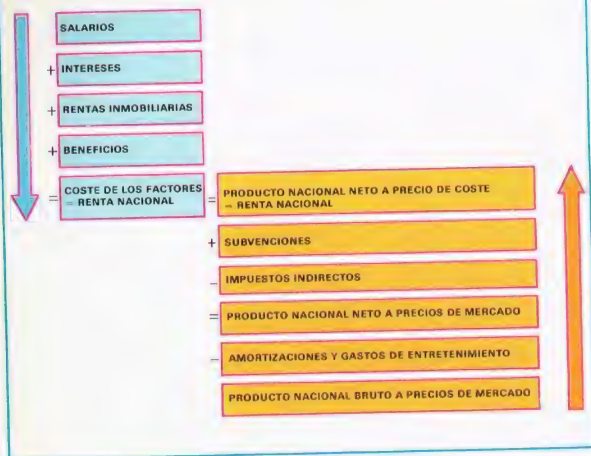 SALARIOS
+ INTERESES
+ RENTAS INMOBILIARIAS
+ BENEFICIOS
= COSTE DE LOS FACTORES
= RENTA NACIONAL
= PRODUCTO NACIONAL NETO A PRECIO DE COSTE
= RENTA NACIONAL
+ SUBVENCIONES
− IMPUESTOS INDIRECTOS
= PRODUCTO NACIONAL NETO A PRECIOS DE MERCADO
− AMORTIZACIONES Y GASTOS DE ENTRETENIMIENTO
PRODUCTO NACIONAL BRUTO A PRECIOS DE MERCADO